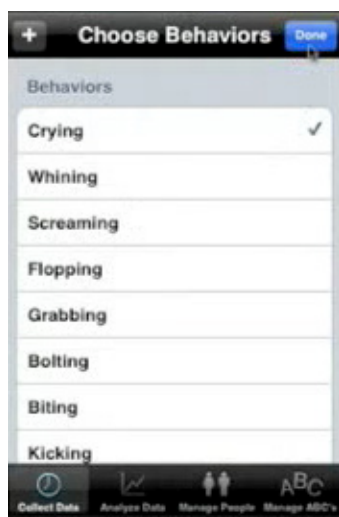 + Choose Behaviors Done
Behaviors
Crying
Whining
Screaming
Flopping
Grabbing
Bolting
Biting
Kicking
ABC
Collect Data Analyze Data Manage People Manage ABC's